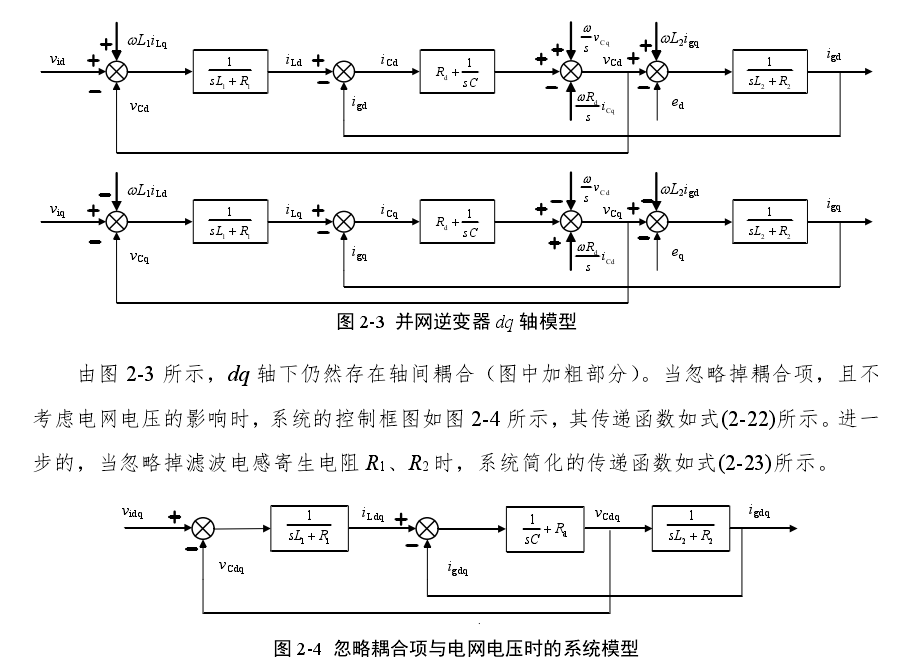 ωL₁i_Lq
ω/s v_Cq
ωL₂i_gq
v_id + + − 1/(sL₁+R₁) i_Ld + − i_Cd R_d+1/(sC) + + − v_Cd + + − 1/(sL₂+R₂) i_gd
v_Cd i_gd ωR_d/s i_Cq e_d
ωL₁i_Ld
ω/s v_Cd
ωL₂i_gd
v_iq + − − 1/(sL₁+R₁) i_Lq + − i_Cq R_d+1/(sC) + − + v_Cq + − − 1/(sL₂+R₂) i_gq
v_Cq i_gq ωR_d/s i_Cd e_q
图 2-3 并网逆变器 dq 轴模型
由图 2-3 所示，dq 轴下仍然存在轴间耦合（图中加粗部分）。当忽略掉耦合项，且不
考虑电网电压的影响时，系统的控制框图如图 2-4 所示，其传递函数如式(2-22)所示。进一
步的，当忽略掉滤波电感寄生电阻 R₁、R₂ 时，系统简化的传递函数如式(2-23)所示。
v_idq + − 1/(sL₁+R₁) i_Ldq + − 1/(sC)+R_d v_Cdq 1/(sL₂+R₂) i_gdq
v_Cdq i_gdq
图 2-4 忽略耦合项与电网电压时的系统模型